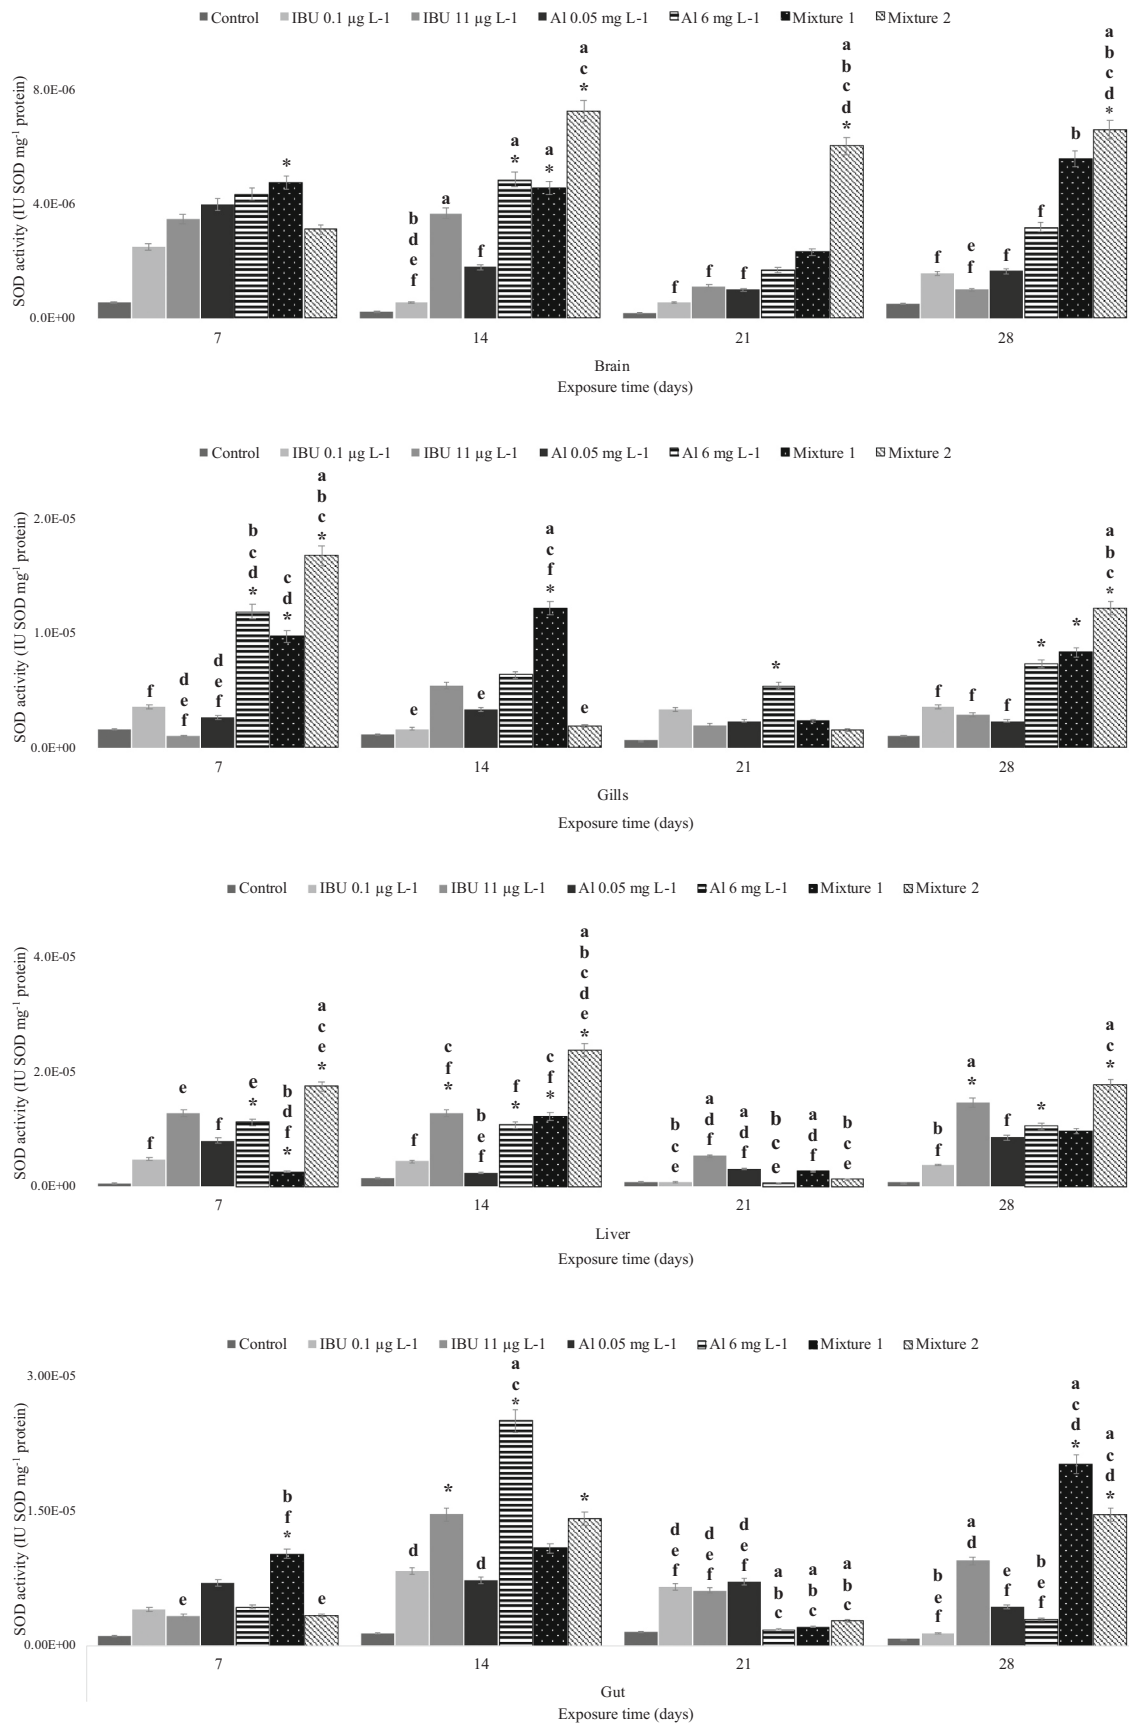 Control IBU 0.1 µg L-1 IBU 11 µg L-1 Al 0.05 mg L-1 Al 6 mg L-1 Mixture 1 Mixture 2
SOD activity (IU SOD mg-1 protein)
8.0E-06
4.0E-06
0.0E+00
*
b
d
e
f
a
f
a
*
a
*
a
c
*
f
f
f
a
b
c
d
*
f
e
f
f
f
b
a
b
c
d
*
7 14 21 28
Brain
Exposure time (days)
Control IBU 0.1 µg L-1 IBU 11 µg L-1 Al 0.05 mg L-1 Al 6 mg L-1 Mixture 1 Mixture 2
SOD activity (IU SOD mg-1 protein)
2.0E-05
1.0E-05
0.0E+00
f
d
e
f
d
e
f
b
c
d
*
c
d
*
a
b
c
*
e
a
c
f
*
e
*
f
f
f
*
*
a
b
c
*
7 14 21 28
Gills
Exposure time (days)
Control IBU 0.1 µg L-1 IBU 11 µg L-1 Al 0.05 mg L-1 Al 6 mg L-1 Mixture 1 Mixture 2
SOD activity (IU SOD mg-1 protein)
4.0E-05
2.0E-05
0.0E+00
f
e
f
e
*
b
d
f
*
a
c
e
*
f
c
f
*
b
e
f
f
*
c
f
*
a
b
c
d
e
*
b
c
e
a
d
f
a
d
f
b
c
e
a
d
f
b
c
e
b
f
a
*
f
*
a
c
*
7 14 21 28
Liver
Exposure time (days)
Control IBU 0.1 µg L-1 IBU 11 µg L-1 Al 0.05 mg L-1 Al 6 mg L-1 Mixture 1 Mixture 2
SOD activity (IU SOD mg-1 protein)
3.00E-05
1.50E-05
0.00E+00
e
b
f
*
e
d
*
d
a
c
*
*
d
e
f
d
e
f
d
e
f
a
b
c
a
b
c
a
b
c
b
e
f
a
d
e
f
b
e
f
a
c
d
*
a
c
d
*
7 14 21 28
Gut
Exposure time (days)